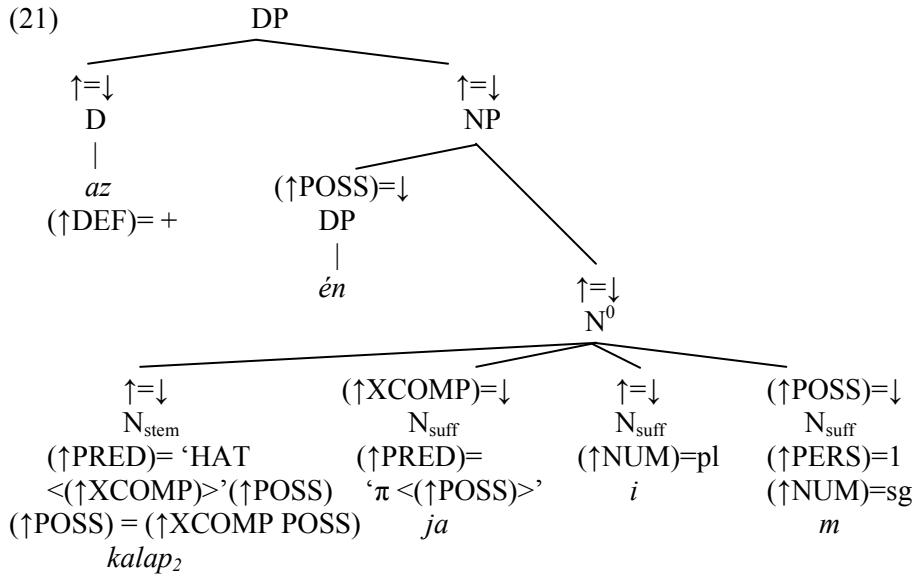 (21) DP
↑=↓ ↑=↓
D NP
|
az (↑POSS)=↓
(↑DEF)= + DP
|
én
↑=↓
N⁰
↑=↓ (↑XCOMP)=↓ ↑=↓ (↑POSS)=↓
Nstem Nsuff Nsuff Nsuff
(↑PRED)= ‘HAT (↑PRED)= (↑NUM)=pl (↑PERS)=1
<(↑XCOMP)>’(↑POSS) ‘π <(↑POSS)>’ i (↑NUM)=sg
(↑POSS) = (↑XCOMP POSS) ja m
kalap₂